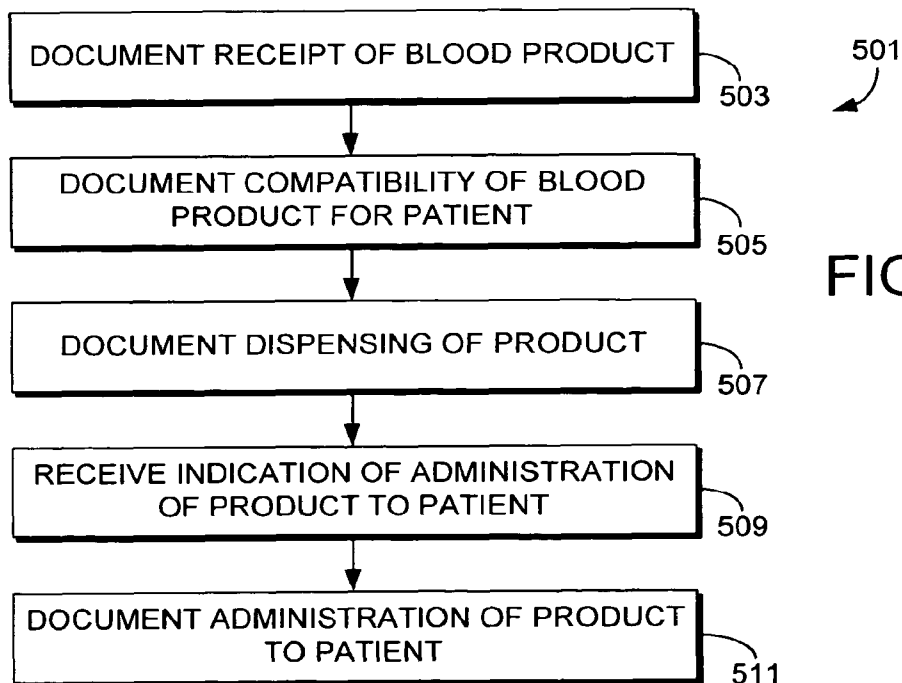 DOCUMENT RECEIPT OF BLOOD PRODUCT
503
501
DOCUMENT COMPATIBILITY OF BLOOD
PRODUCT FOR PATIENT
505
FIG
DOCUMENT DISPENSING OF PRODUCT
507
RECEIVE INDICATION OF ADMINISTRATION
OF PRODUCT TO PATIENT
509
DOCUMENT ADMINISTRATION OF PRODUCT
TO PATIENT
511